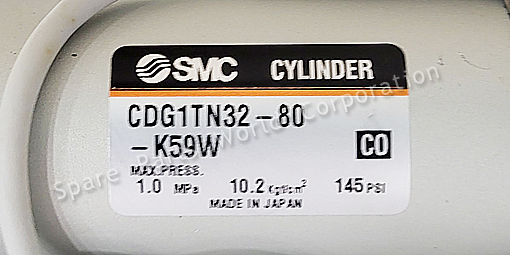 SMC CYLINDER
CDG1TN32-80
-K59W CO
MAX.PRESS.
1.0 MPa 10.2 Kgf/cm² 145 PSI
MADE IN JAPAN
Spare Parts World Corporation